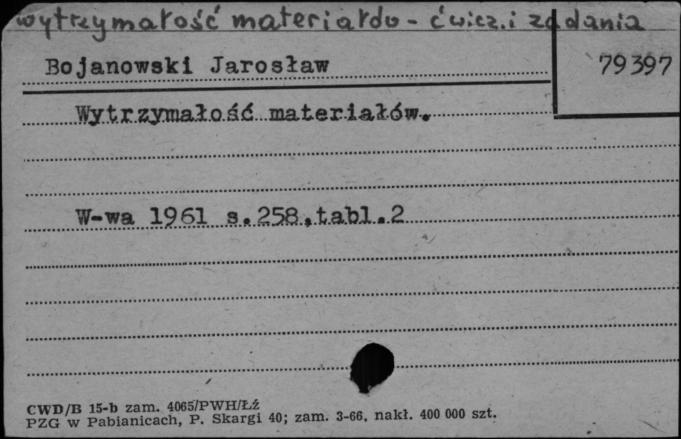 wytrzymałość materiałów - ćwicz. i zadania
Bojanowski Jarosław
79397
Wytrzymałość materiałów.
W-wa 1961 s.258,tabl.2
CWD/B 15-b zam. 4065/PWH/Łź
PZG w Pabianicach, P. Skargi 40; zam. 3-66, nakł. 400 000 szt.